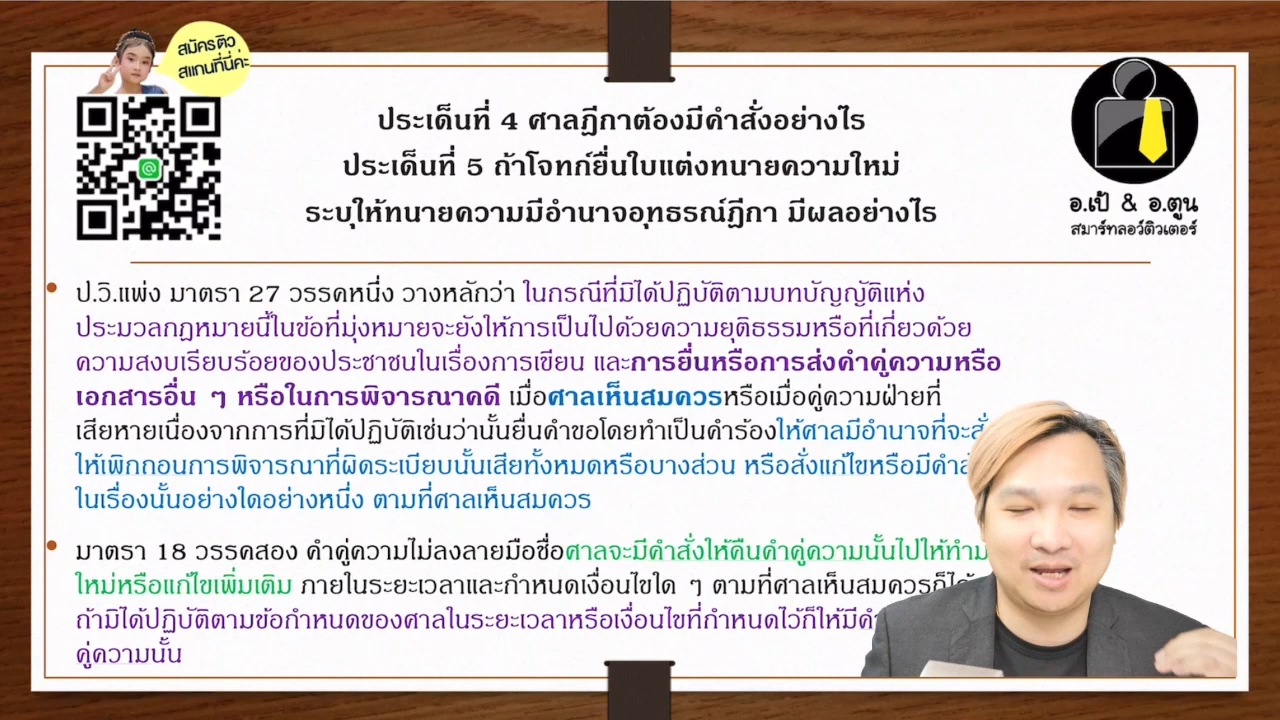 สมัครติว
สแกนที่นี่ค่ะ
ประเด็นที่ 4 ศาลฎีกาต้องมีคำสั่งอย่างไร
ประเด็นที่ 5 ถ้าโจทก์ยื่นใบแต่งทนายความใหม่
ระบุให้ทนายความมีอำนาจอุทธรณ์ฎีกา มีผลอย่างไร
อ.เป้ & อ.ตูน
สมาร์ทลอว์ติวเตอร์
• ป.วิ.แพ่ง มาตรา 27 วรรคหนึ่ง วางหลักว่า ในกรณีที่มิได้ปฏิบัติตามบทบัญญัติแห่ง
ประมวลกฎหมายนี้ในข้อที่มุ่งหมายจะยังให้การเป็นไปด้วยความยุติธรรมหรือที่เกี่ยวด้วย
ความสงบเรียบร้อยของประชาชนในเรื่องการเขียน และการยื่นหรือการส่งคำคู่ความหรือ
เอกสารอื่น ๆ หรือในการพิจารณาคดี เมื่อศาลเห็นสมควรหรือเมื่อคู่ความฝ่ายที่
เสียหายเนื่องจากการที่มิได้ปฏิบัติเช่นว่านั้นยื่นคำขอโดยทำเป็นคำร้องให้ศาลมีอำนาจที่จะ
ให้เพิกถอนการพิจารณาที่ผิดระเบียบนั้นเสียทั้งหมดหรือบางส่วน หรือสั่งแก้ไขหรือมี
ในเรื่องนั้นอย่างใดอย่างหนึ่ง ตามที่ศาลเห็นสมควร
• มาตรา 18 วรรคสอง คำคู่ความไม่ลงลายมือชื่อศาลจะมีคำสั่งให้คืนคำคู่ความนั้นไปให้ทำ
ใหม่หรือแก้ไขเพิ่มเติม ภายในระยะเวลาและกำหนดเงื่อนไขใด ๆ ตามที่ศาลเห็นสมควร
ถ้ามิได้ปฏิบัติตามข้อกำหนดของศาลในระยะเวลาหรือเงื่อนไขที่กำหนดไว้ก็ให้มี
คู่ความนั้น